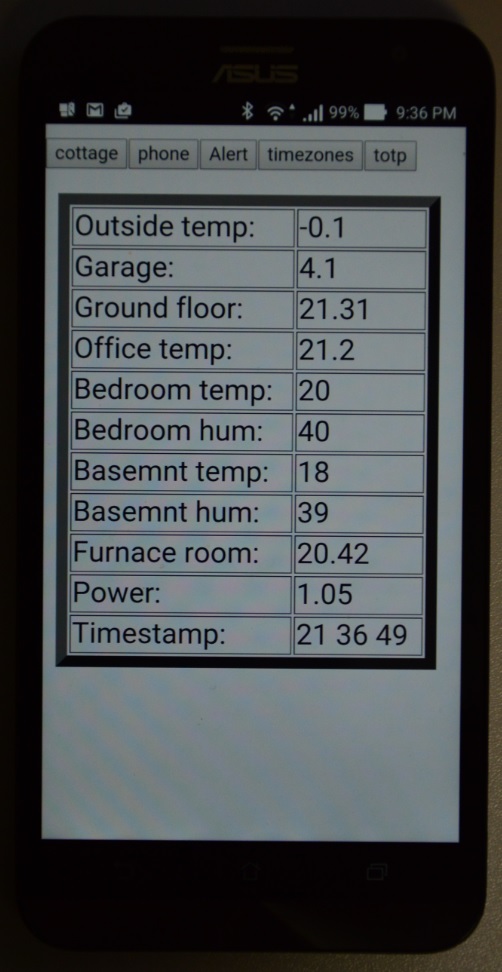 ASUS
99% 9:36 PM
cottage phone Alert timezones totp
Outside temp: -0.1
Garage: 4.1
Ground floor: 21.31
Office temp: 21.2
Bedroom temp: 20
Bedroom hum: 40
Basemnt temp: 18
Basemnt hum: 39
Furnace room: 20.42
Power: 1.05
Timestamp: 21 36 49